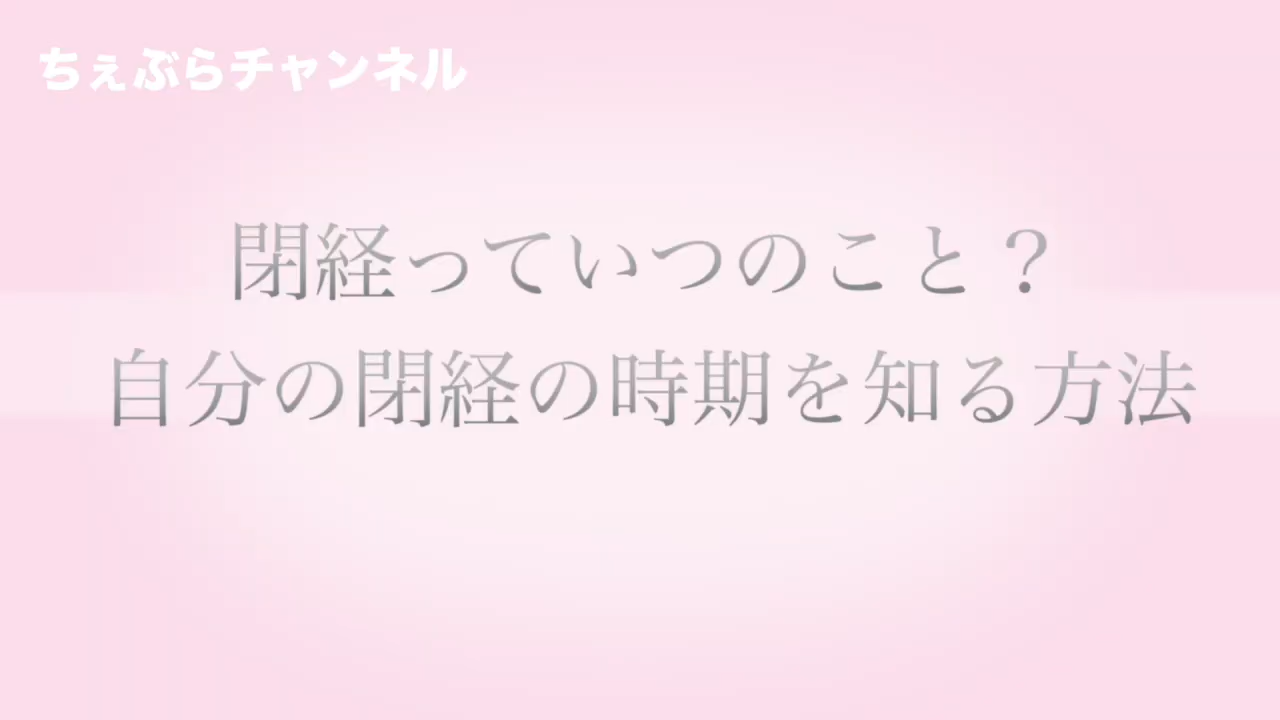 ちぇぶらチャンネル
閉経っていつのこと？
自分の閉経の時期を知る方法